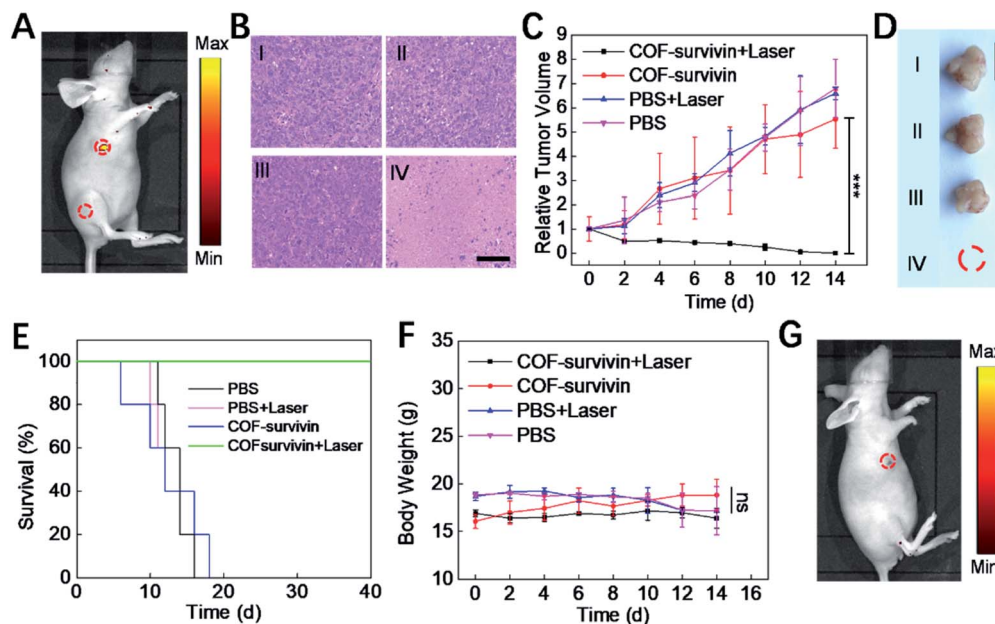 A
Max
Min
B
I
II
III
IV
C
Relative Tumor Volume
9
8
7
6
5
4
3
2
1
0
COF-survivin+Laser
COF-survivin
PBS+Laser
PBS
***
0 2 4 6 8 10 12 14
Time (d)
D
I
II
III
IV
E
Survival (%)
100
80
60
40
20
0
PBS
PBS+Laser
COF-survivin
COFsurvivin+Laser
0 10 20 30 40
Time (d)
F
Body Weight (g)
35
30
25
20
15
10
COF-survivin+Laser
COF-survivin
PBS+Laser
PBS
ns
0 2 4 6 8 10 12 14 16
Time (d)
G
Max
Min